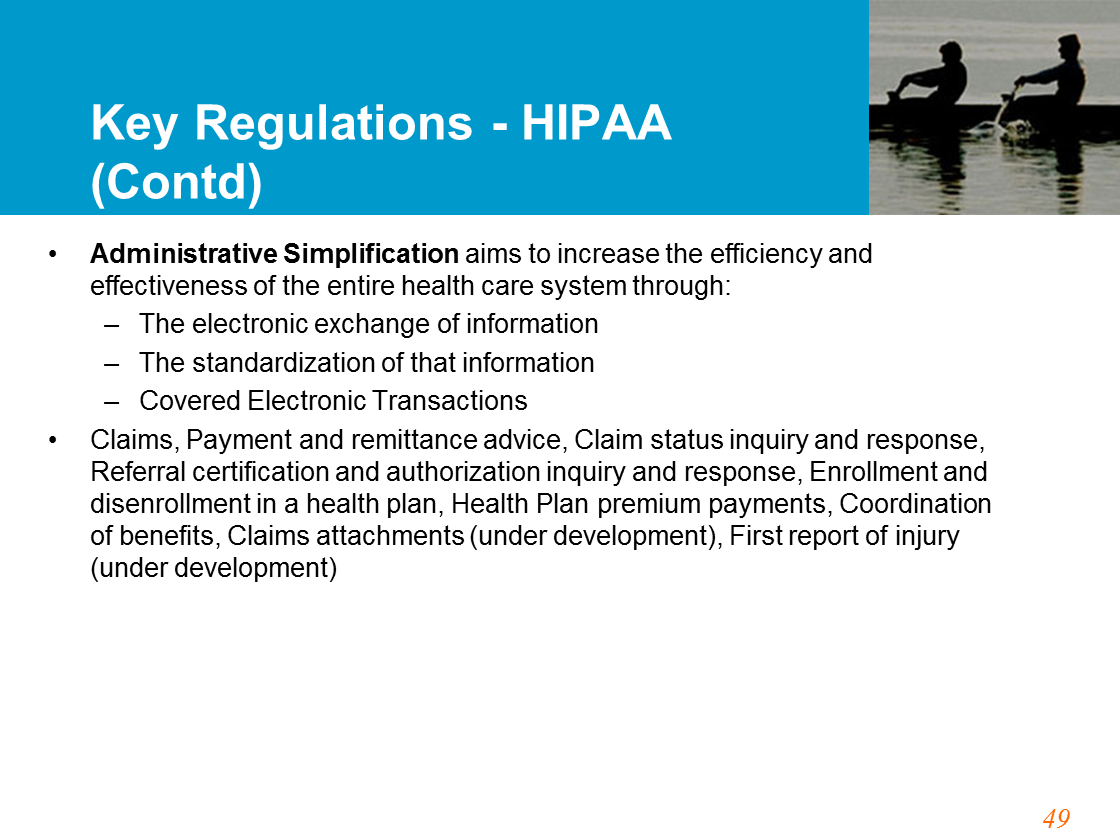 Key Regulations - HIPAA
(Contd)
• Administrative Simplification aims to increase the efficiency and
effectiveness of the entire health care system through:
– The electronic exchange of information
– The standardization of that information
– Covered Electronic Transactions
• Claims, Payment and remittance advice, Claim status inquiry and response,
Referral certification and authorization inquiry and response, Enrollment and
disenrollment in a health plan, Health Plan premium payments, Coordination
of benefits, Claims attachments (under development), First report of injury
(under development)
49